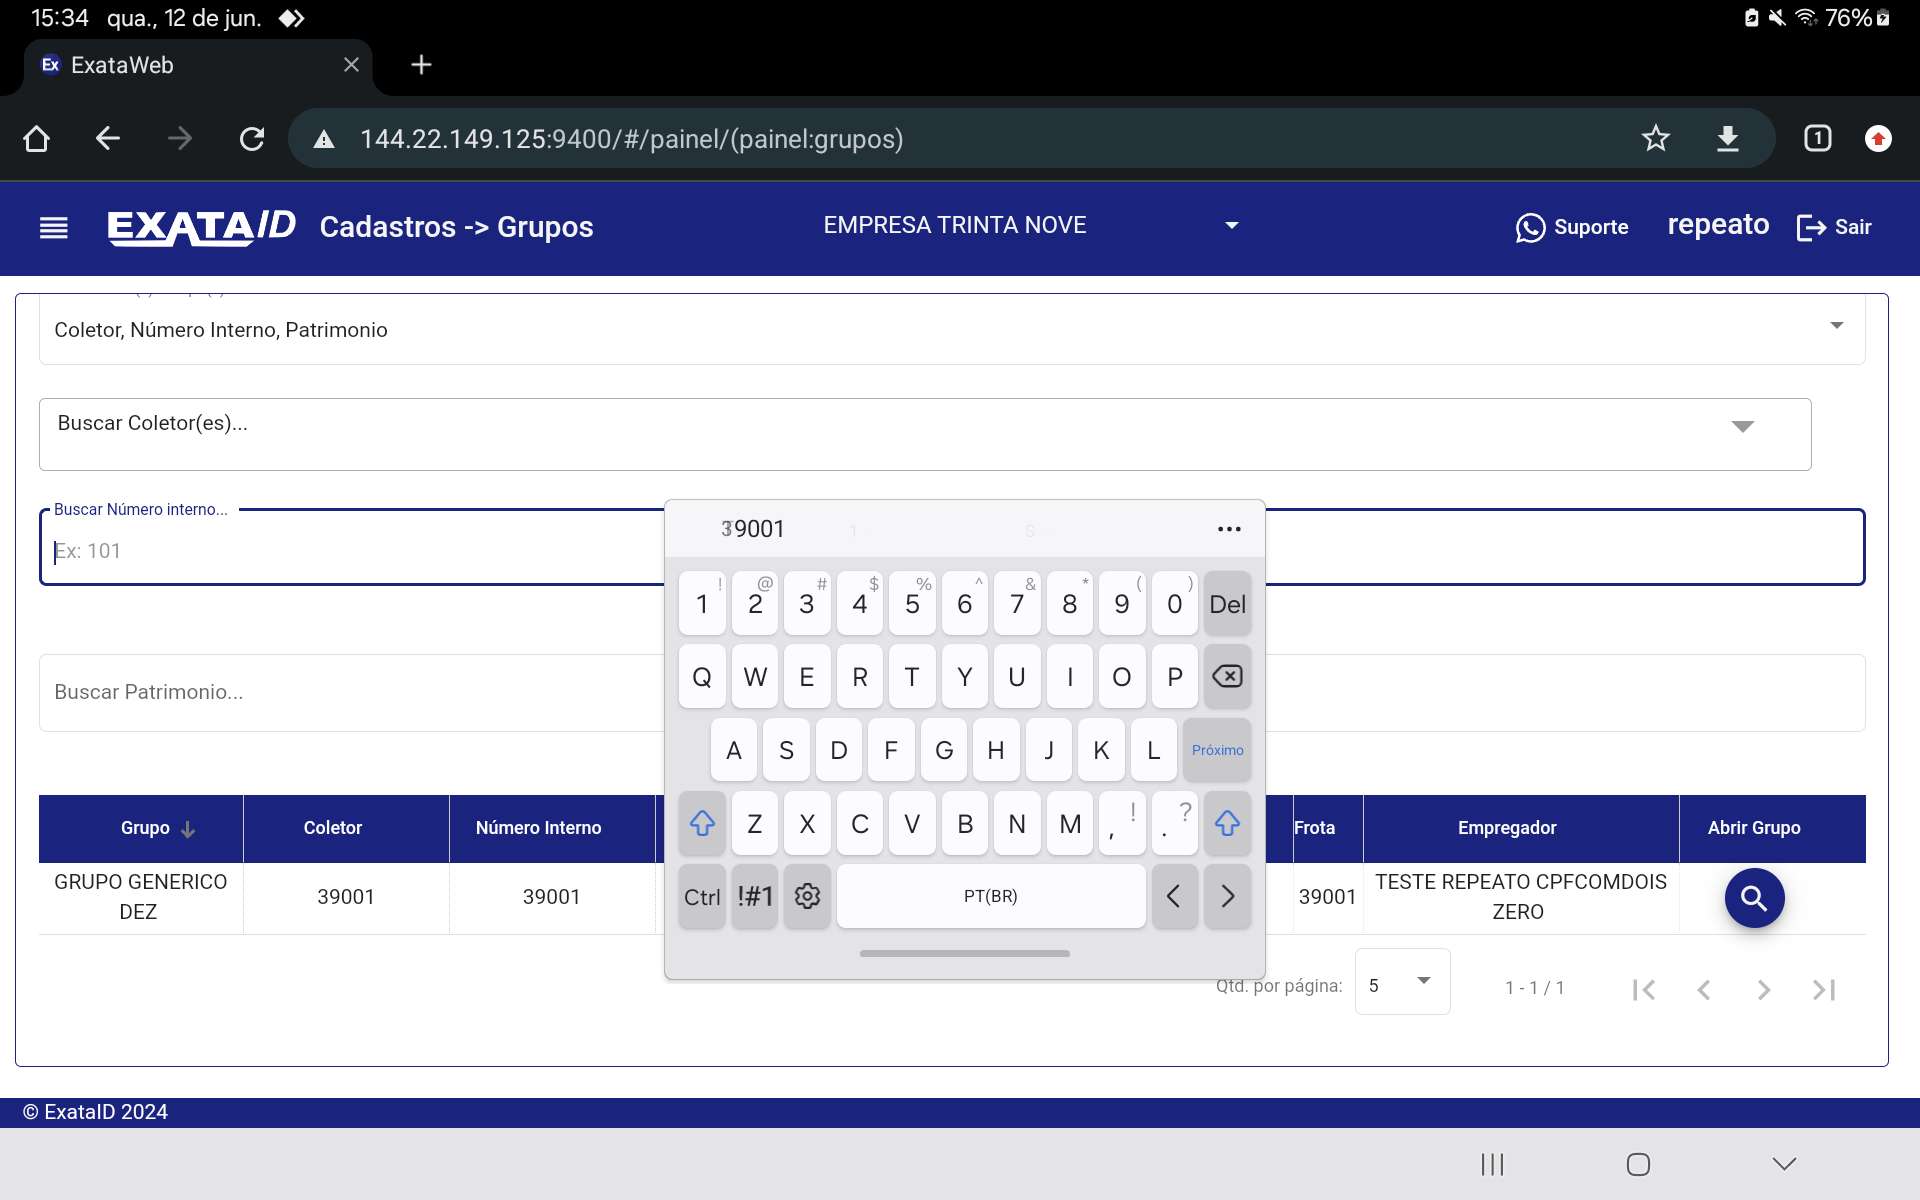 15:34 qua., 12 de jun.
76%
Ex ExataWeb
144.22.149.125:9400/#/painel/(painel:grupos)
1
EXATAID Cadastros -> Grupos
EMPRESA TRINTA NOVE
Suporte
repeato
Sair
Coletor, Número Interno, Patrimonio
Buscar Coletor(es)...
Buscar Número interno...
Ex: 101
39001
! @ # $ % ^ & * ( )
1 2 3 4 5 6 7 8 9 0 Del
Q W E R T Y U I O P
A S D F G H J K L Próximo
Z X C V B N M , ! . ?
Ctrl !#1 PT(BR) < >
Buscar Patrimonio...
Grupo Coletor Número Interno Frota Empregador Abrir Grupo
GRUPO GENERICO DEZ 39001 39001 39001 TESTE REPEATO CPFCOMDOIS ZERO
Qtd. por página: 5 1 - 1 / 1
© ExataID 2024